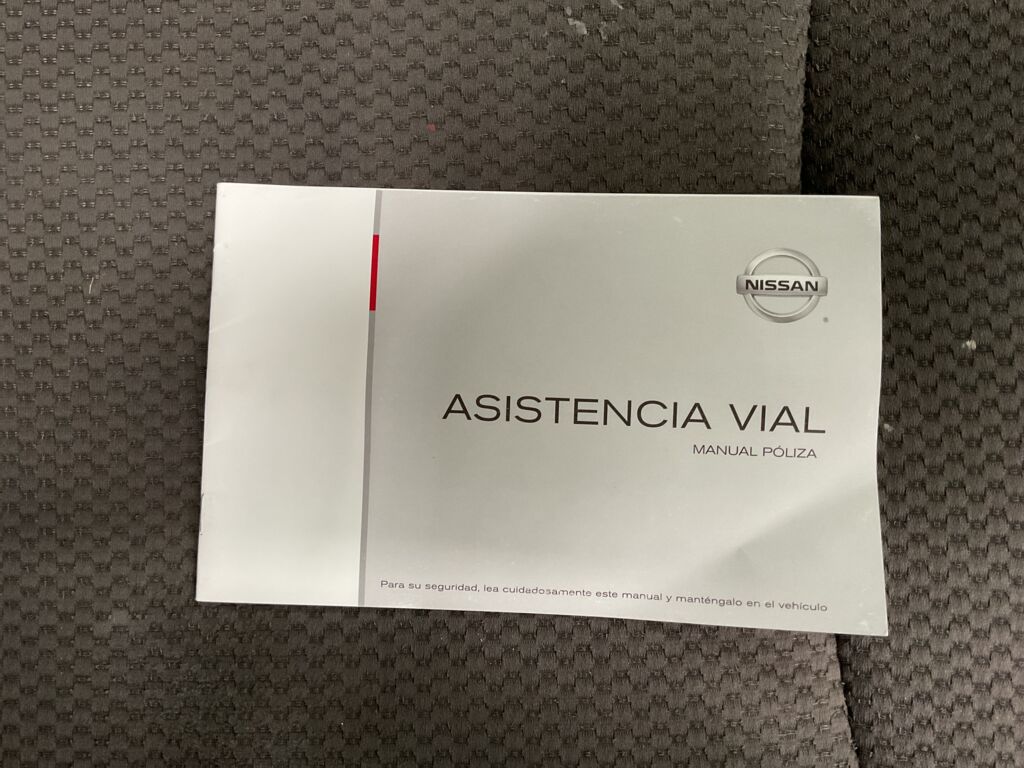 NISSAN
ASISTENCIA VIAL
MANUAL PÓLIZA
Para su seguridad, lea cuidadosamente este manual y manténgalo en el vehículo